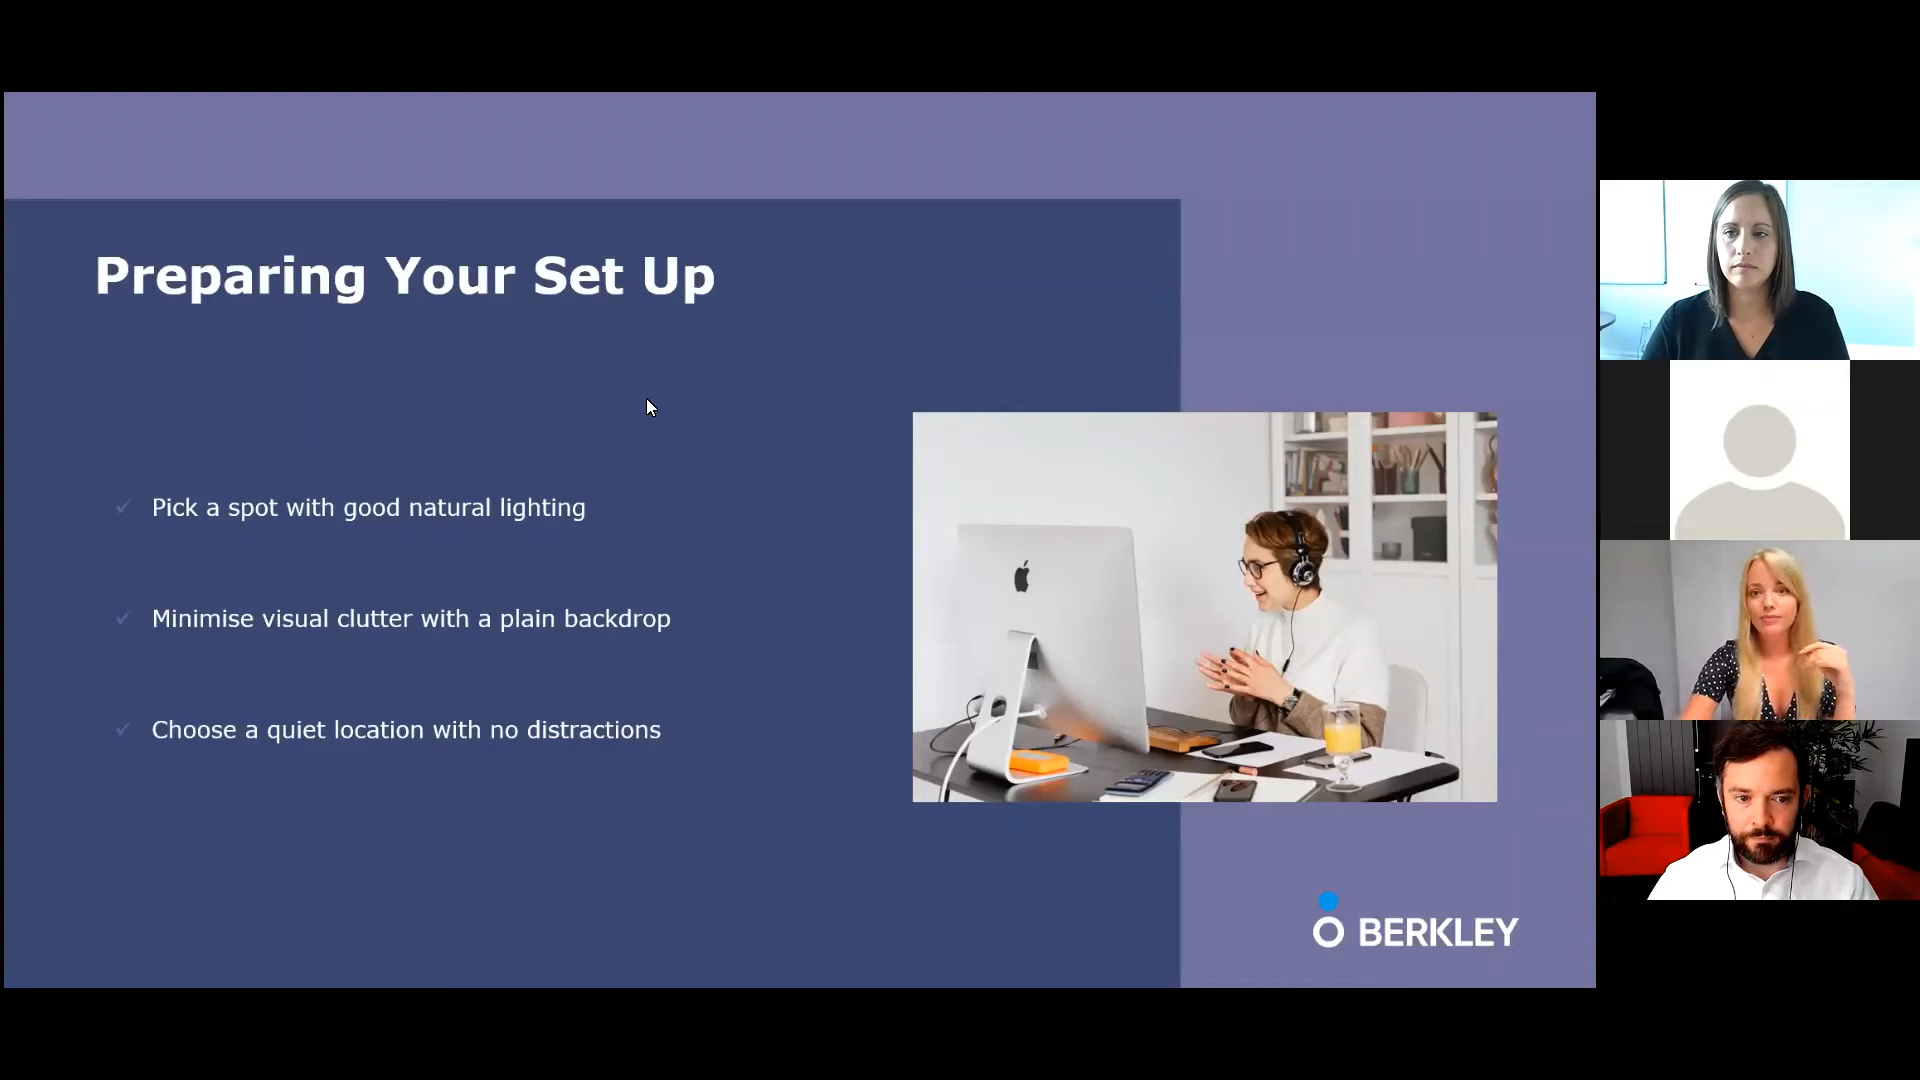 Preparing Your Set Up
Pick a spot with good natural lighting
Minimise visual clutter with a plain backdrop
Choose a quiet location with no distractions
BERKLEY